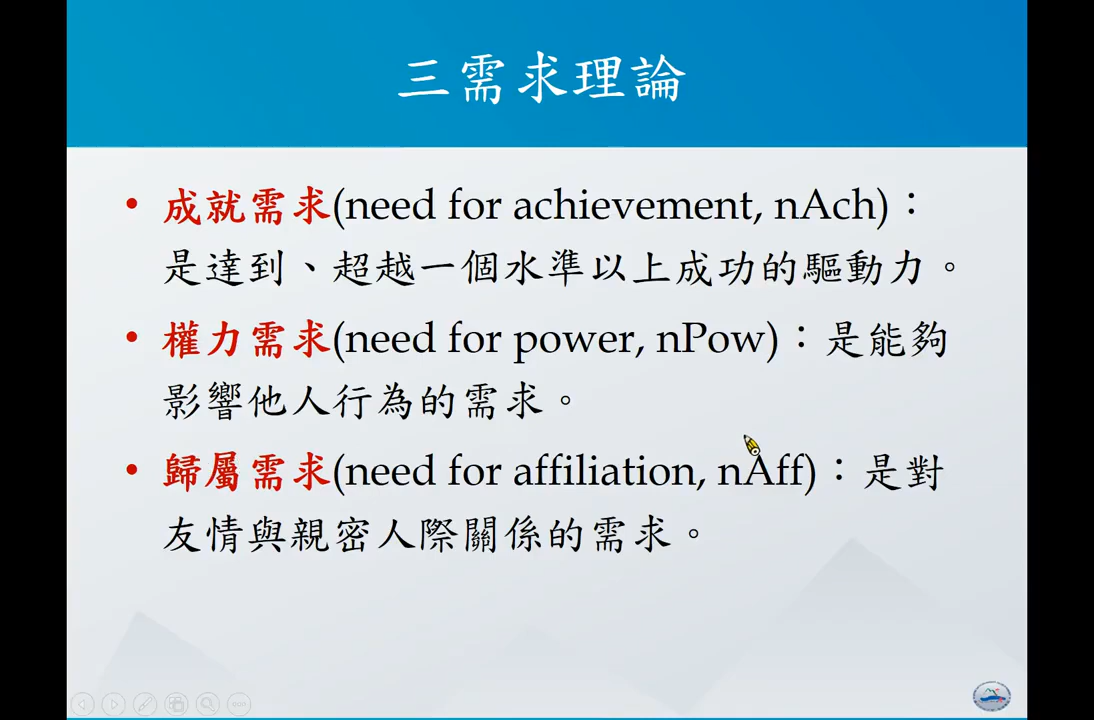 三需求理論
• 成就需求(need for achievement, nAch)：
是達到、超越一個水準以上成功的驅動力。
• 權力需求(need for power, nPow)：是能夠
影響他人行為的需求。
• 歸屬需求(need for affiliation, nAff)：是對
友情與親密人際關係的需求。